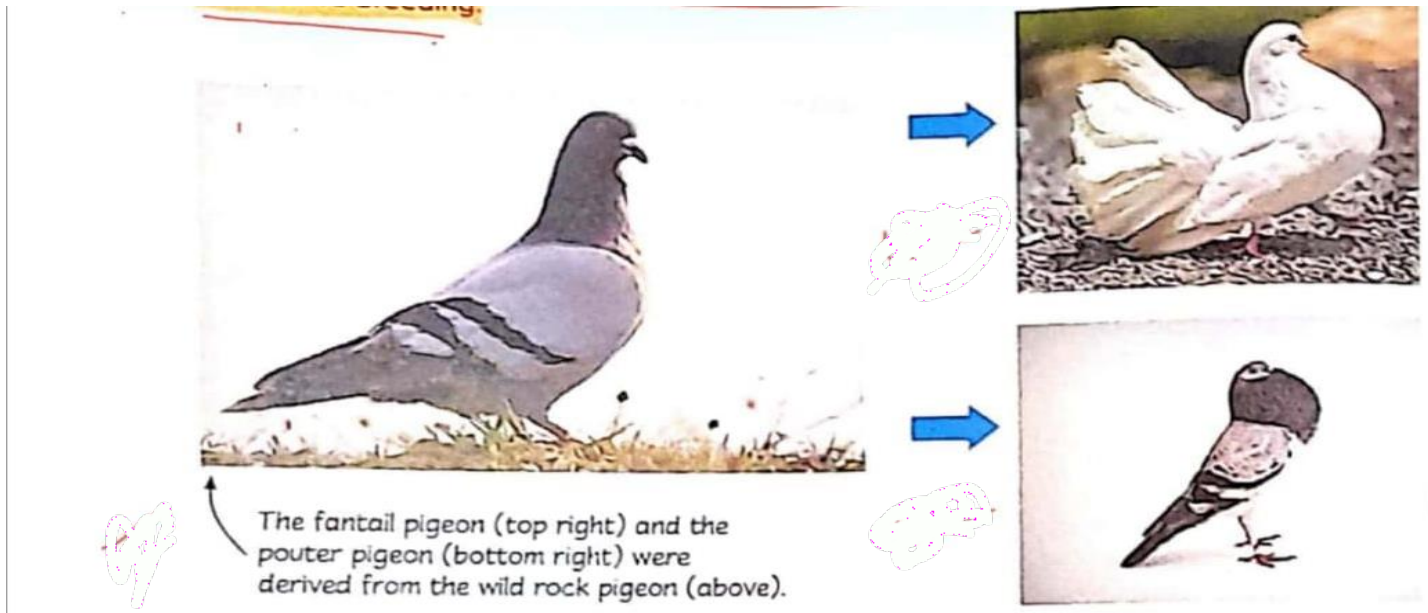 breeding.
The fantail pigeon (top right) and the
pouter pigeon (bottom right) were
derived from the wild rock pigeon (above).